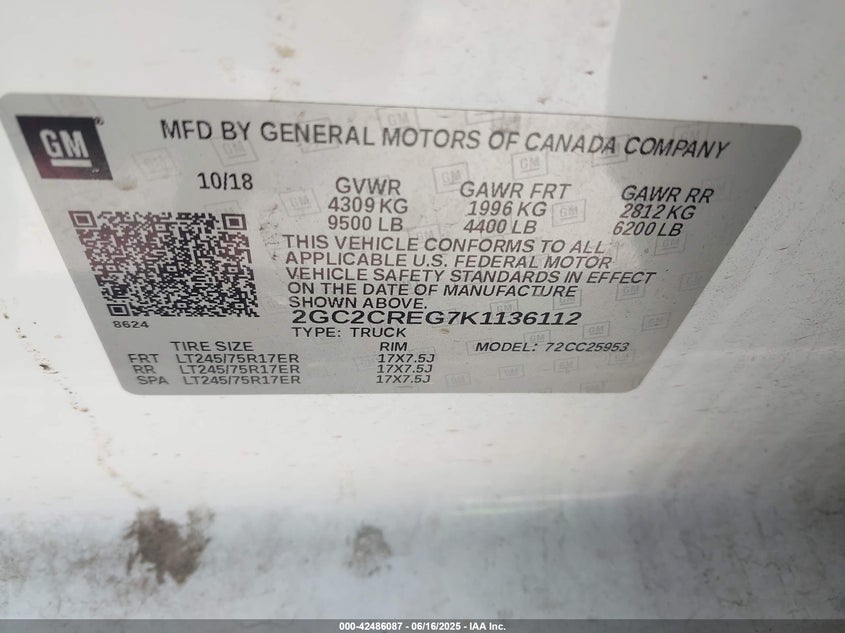 GM
MFD BY GENERAL MOTORS OF CANADA COMPANY
10/18
GVWR GAWR FRT GAWR RR
4309 KG 1996 KG 2812 KG
9500 LB 4400 LB 6200 LB
THIS VEHICLE CONFORMS TO ALL
APPLICABLE U.S. FEDERAL MOTOR
VEHICLE SAFETY STANDARDS IN EFFECT
ON THE DATE OF MANUFACTURE
SHOWN ABOVE.
8624
2GC2CREG7K1136112
TYPE: TRUCK MODEL: 72CC25953
TIRE SIZE RIM
FRT LT245/75R17ER 17X7.5J
RR LT245/75R17ER 17X7.5J
SPA LT245/75R17ER 17X7.5J
000-42486087 - 06/16/2025 - IAA Inc.